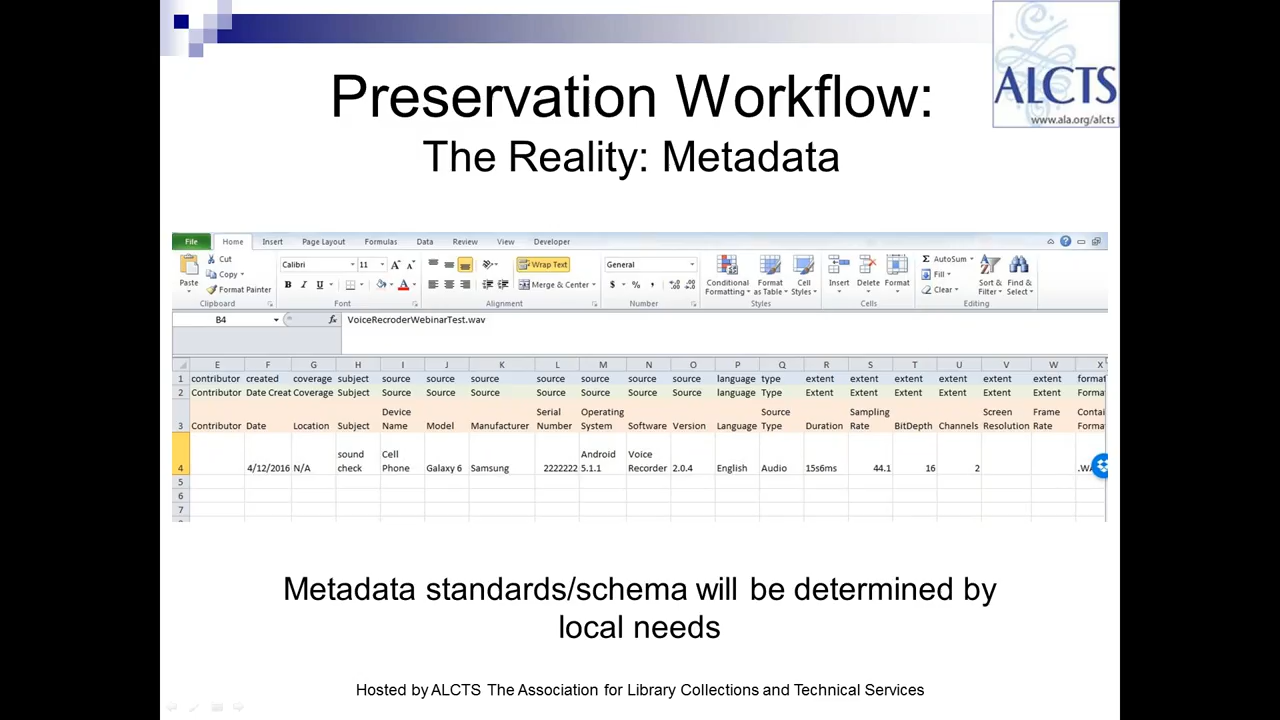 ALCTS
www.ala.org/alcts
Preservation Workflow:
The Reality: Metadata
File Home Insert Page Layout Formulas Data Review View Developer
Cut
Copy
Format Painter
Paste
Clipboard
Calibri 11
B I U
Font
Wrap Text
Merge & Center
Alignment
General
$ % ,
Number
Conditional Formatting
Format as Table
Cell Styles
Styles
Insert Delete Format
Cells
AutoSum
Fill
Clear
Sort & Filter
Find & Select
Editing
B4 fx VoiceRecroderWebinarTest.wav
E F G H I J K L M N O P Q R S T U V W X
1 contributor created coverage subject source source source source source source source language type extent extent extent extent extent extent format
2 Contributor Date Creat Coverage Subject Source Source Source Source Source Source Source Language Type Extent Extent Extent Extent Extent Extent Forma
3 Contributor Date Location Subject Device Name Model Manufacturer Serial Number Operating System Software Version Language Source Type Duration Sampling Rate BitDepth Channels Screen Resolution Frame Rate Contai Forma
4 4/12/2016 N/A sound check Cell Phone Galaxy 6 Samsung 2222222 Android 5.1.1 Voice Recorder 2.0.4 English Audio 15s6ms 44.1 16 2
5
6
7
Metadata standards/schema will be determined by
local needs
Hosted by ALCTS The Association for Library Collections and Technical Services